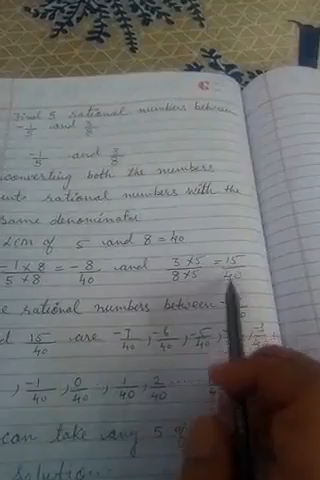 Find 5 rational numbers between
-1/5 and 3/8.
-1/5 and 3/8
converting both the numbers
rational numbers with the
same denominator
LCM of 5 and 8 = 40
-1×8/5×8 = -8/40 and 3×5/8×5 = 15/40
rational numbers between
15/40 are -7/40, -6/40, -5/40,
, -1/40, 0/40, 1/40, 2/40 ......
can take any 5 of
Solution: